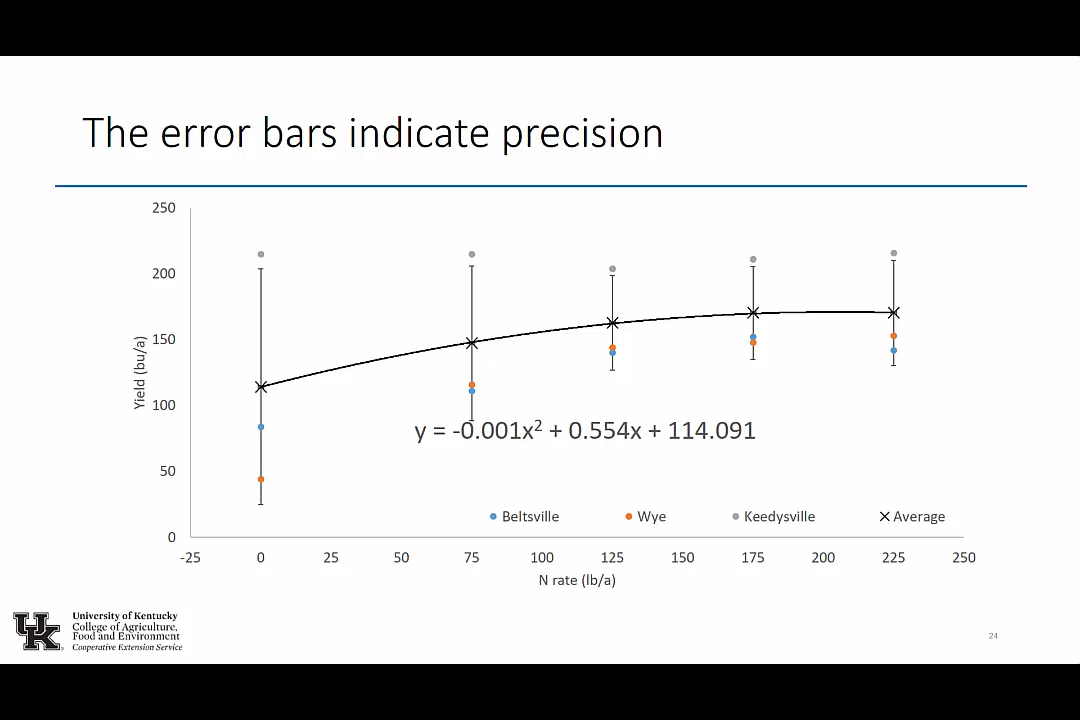 The error bars indicate precision
250
200
150
100
50
0
Yield (bu/a)
y = -0.001x² + 0.554x + 114.091
Beltsville Wye Keedysville Average
-25 0 25 50 75 100 125 150 175 200 225 250
N rate (lb/a)
UK
University of Kentucky
College of Agriculture,
Food and Environment
Cooperative Extension Service
24